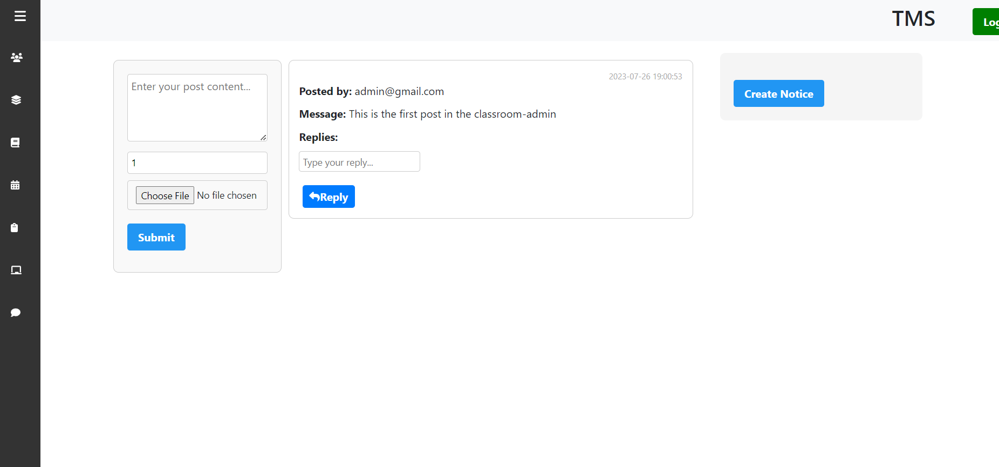 TMS
Log
Enter your post content...
1
Choose File No file chosen
Submit
2023-07-26 19:00:53
Posted by: admin@gmail.com
Message: This is the first post in the classroom-admin
Replies:
Type your reply...
Reply
Create Notice